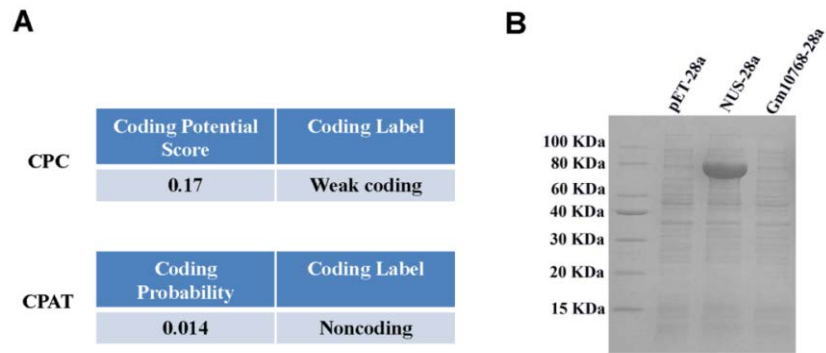 A
CPC
Coding Potential
Score
Coding Label
0.17
Weak coding
CPAT
Coding
Probability
Coding Label
0.014
Noncoding
B
pET-28a
NUS-28a
Gm10768-28a
100 KDa
80 KDa
60 KDa
40 KDa
30 KDa
20 KDa
15 KDa